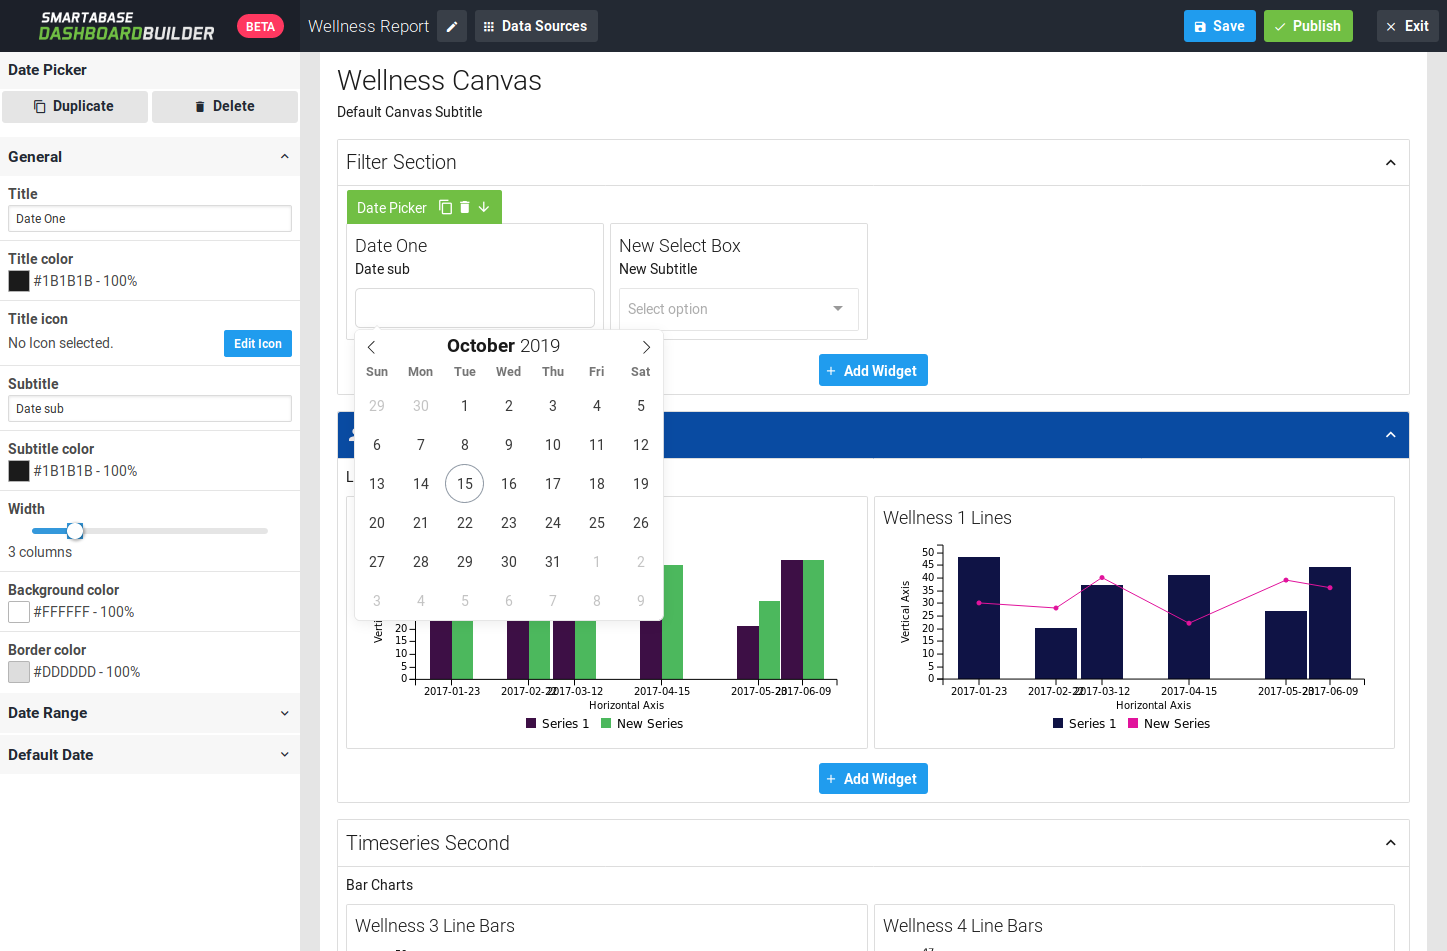 SMARTABASE
DASHBOARDBUILDER
BETA
Wellness Report
Data Sources
Save
Publish
Exit
Date Picker
Duplicate
Delete
General
Title
Date One
Title color
#1B1B1B - 100%
Title icon
No Icon selected.
Edit Icon
Subtitle
Date sub
Subtitle color
#1B1B1B - 100%
Width
3 columns
Background color
#FFFFFF - 100%
Border color
#DDDDDD - 100%
Date Range
Default Date
Wellness Canvas
Default Canvas Subtitle
Filter Section
Date Picker
Date One
Date sub
New Select Box
New Subtitle
Select option
October 2019
Sun Mon Tue Wed Thu Fri Sat
29 30 1 2 3 4 5
6 7 8 9 10 11 12
13 14 15 16 17 18 19
20 21 22 23 24 25 26
27 28 29 30 31 1 2
3 4 5 6 7 8 9
Add Widget
L
Verti
20
15
10
5
0
2017-01-23 2017-02-22 2017-03-12 2017-04-15 2017-05-28 2017-06-09
Horizontal Axis
Series 1 New Series
Wellness 1 Lines
Vertical Axis
50
45
40
35
30
25
20
15
10
5
0
2017-01-23 2017-02-22 2017-03-12 2017-04-15 2017-05-28 2017-06-09
Horizontal Axis
Series 1 New Series
Add Widget
Timeseries Second
Bar Charts
Wellness 3 Line Bars
Wellness 4 Line Bars